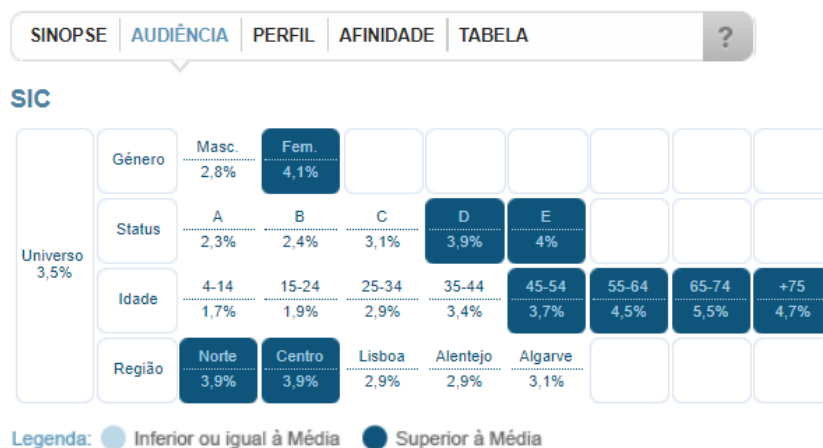 SINOPSE AUDIÊNCIA PERFIL AFINIDADE TABELA ?
SIC
Universo
3,5%
Género
Masc. Fem.
2,8% 4,1%
Status
A B C D E
2,3% 2,4% 3,1% 3,9% 4%
Idade
4-14 15-24 25-34 35-44 45-54 55-64 65-74 +75
1,7% 1,9% 2,9% 3,4% 3,7% 4,5% 5,5% 4,7%
Região
Norte Centro Lisboa Alentejo Algarve
3,9% 3,9% 2,9% 2,9% 3,1%
Legenda: Inferior ou igual à Média Superior à Média